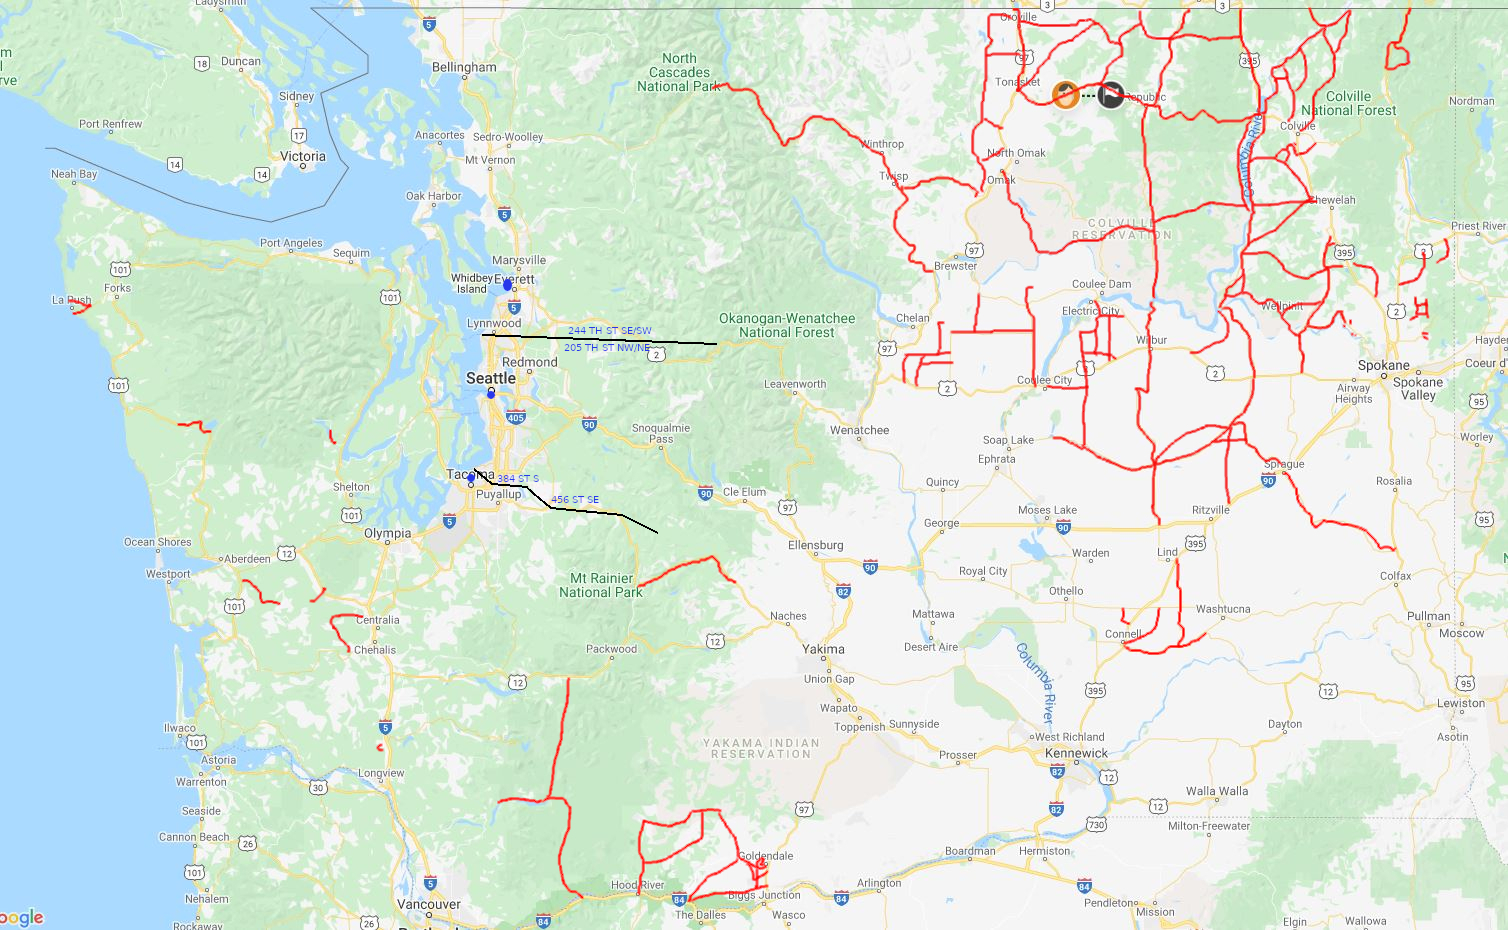 Ladysmith
5
3
3
Oroville
18
Duncan
Bellingham
North
Cascades
National Park
97
395
Tonasket
Republic
Colville
National Forest
Nordman
Sidney
Port Renfrew
17
Anacortes
Sedro-Woolley
Winthrop
Colville
Victoria
14
14
Mt Vernon
North Omak
Columbia River
Neah Bay
Twisp
Omak
Oak Harbor
Chewelah
5
COLVILLE
RESERVATION
Priest River
Port Angeles
Sequim
97
395
2
101
Marysville
Brewster
Whidbey
Island
Everett
Forks
101
Coulee Dam
La Push
5
Electric City
Wellpinit
2
Lynnwood
Okanogan-Wenatchee
National Forest
Chelan
244 TH ST SE/SW
205 TH ST NW/NE
2
97
Wilbur
Hayden
Redmond
Seattle
2
2
Spokane
Coeur d'
101
Leavenworth
2
Coulee City
Airway
Heights
Spokane
Valley
95
405
90
Snoqualmie
Pass
Wenatchee
Soap Lake
Worley
Ephrata
Tacoma
384 ST S
Sprague
90
Shelton
Puyallup
456 ST SE
90
Cle Elum
Quincy
Rosalia
101
5
97
Moses Lake
Ritzville
95
Olympia
George
90
Ocean Shores
Aberdeen
12
Ellensburg
Warden
Lind
395
Westport
90
Royal City
Mt Rainier
National Park
82
Othello
Colfax
101
Centralia
Naches
Mattawa
Washtucna
Pullman
Moscow
Connell
Chehalis
Packwood
12
Yakima
Desert Aire
Columbia River
12
Union Gap
395
12
95
Lewiston
Wapato
Ilwaco
5
Toppenish
Sunnyside
Dayton
101
YAKAMA INDIAN
RESERVATION
West Richland
Asotin
Astoria
Prosser
Kennewick
Warrenton
Longview
82
12
30
Walla Walla
Seaside
97
82
12
730
Milton-Freewater
Cannon Beach
26
Goldendale
Boardman
Hermiston
101
5
Hood River
Arlington
84
Nehalem
Vancouver
84
Biggs Junction
84
Pendleton
Mission
Rockaway
26
84
The Dalles
Wasco
Elgin
Wallowa